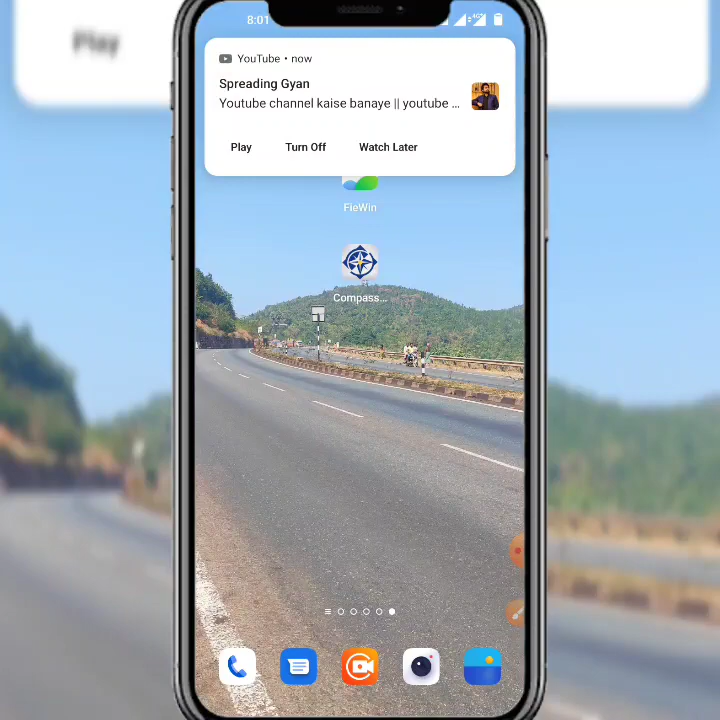 Play
8:01
YouTube • now
Spreading Gyan
Youtube channel kaise banaye || youtube ...
Play
Turn Off
Watch Later
FieWin
Compass...